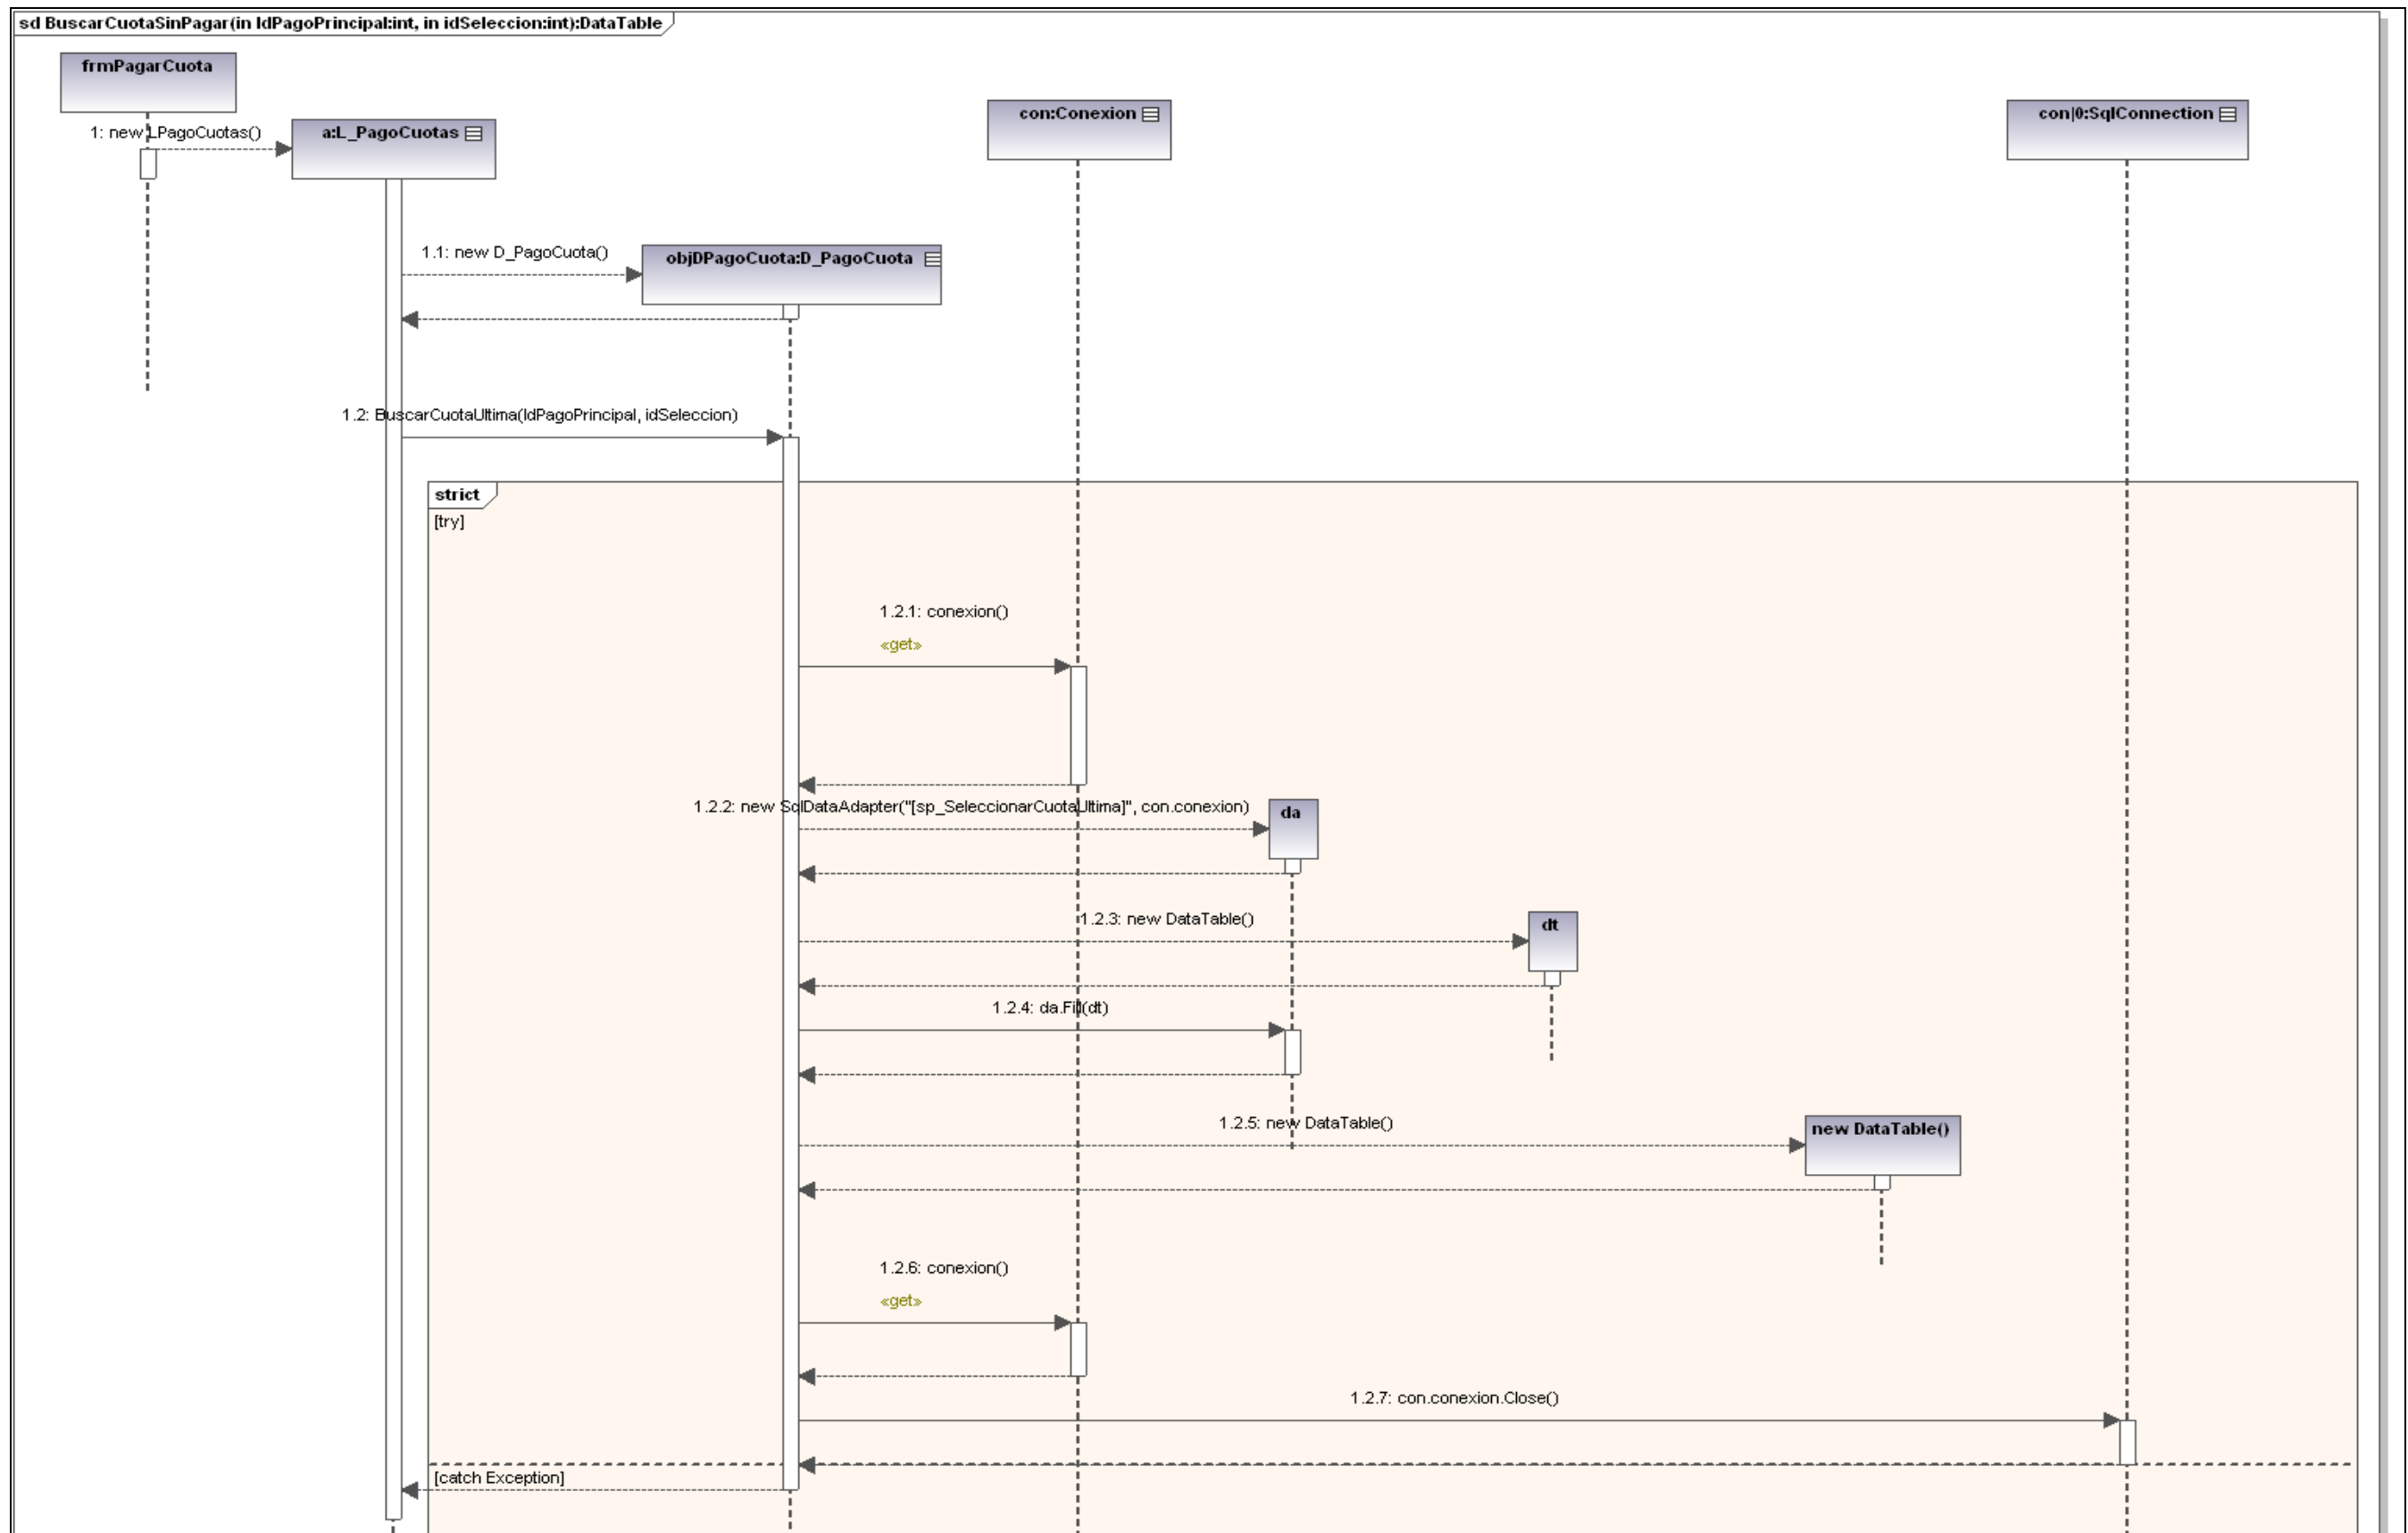 sd BuscarCuotaSinPagar(in IdPagoPrincipal:int, in idSeleccion:int):DataTable
frmPagarCuota
con:Conexion
con|0:SqlConnection
1: new LPagoCuotas()
a:L_PagoCuotas
1.1: new D_PagoCuota()
objDPagoCuota:D_PagoCuota
1.2: BuscarCuotaUltima(IdPagoPrincipal, idSeleccion)
strict
[try]
1.2.1: conexion()
«get»
1.2.2: new SqlDataAdapter("[sp_SeleccionarCuotaUltima]", con.conexion)
da
1.2.3: new DataTable()
dt
1.2.4: da.Fill(dt)
1.2.5: new DataTable()
new DataTable()
1.2.6: conexion()
«get»
1.2.7: con.conexion.Close()
[catch Exception]